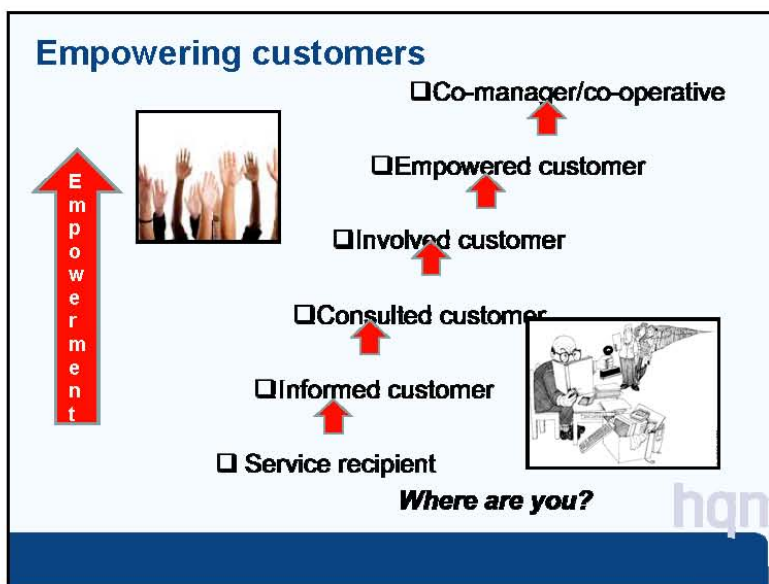 Empowering customers
❑Co-manager/co-operative
❑Empowered customer
❑Involved customer
❑Consulted customer
❑Informed customer
❑ Service recipient
Where are you?
Empowerment
hqn